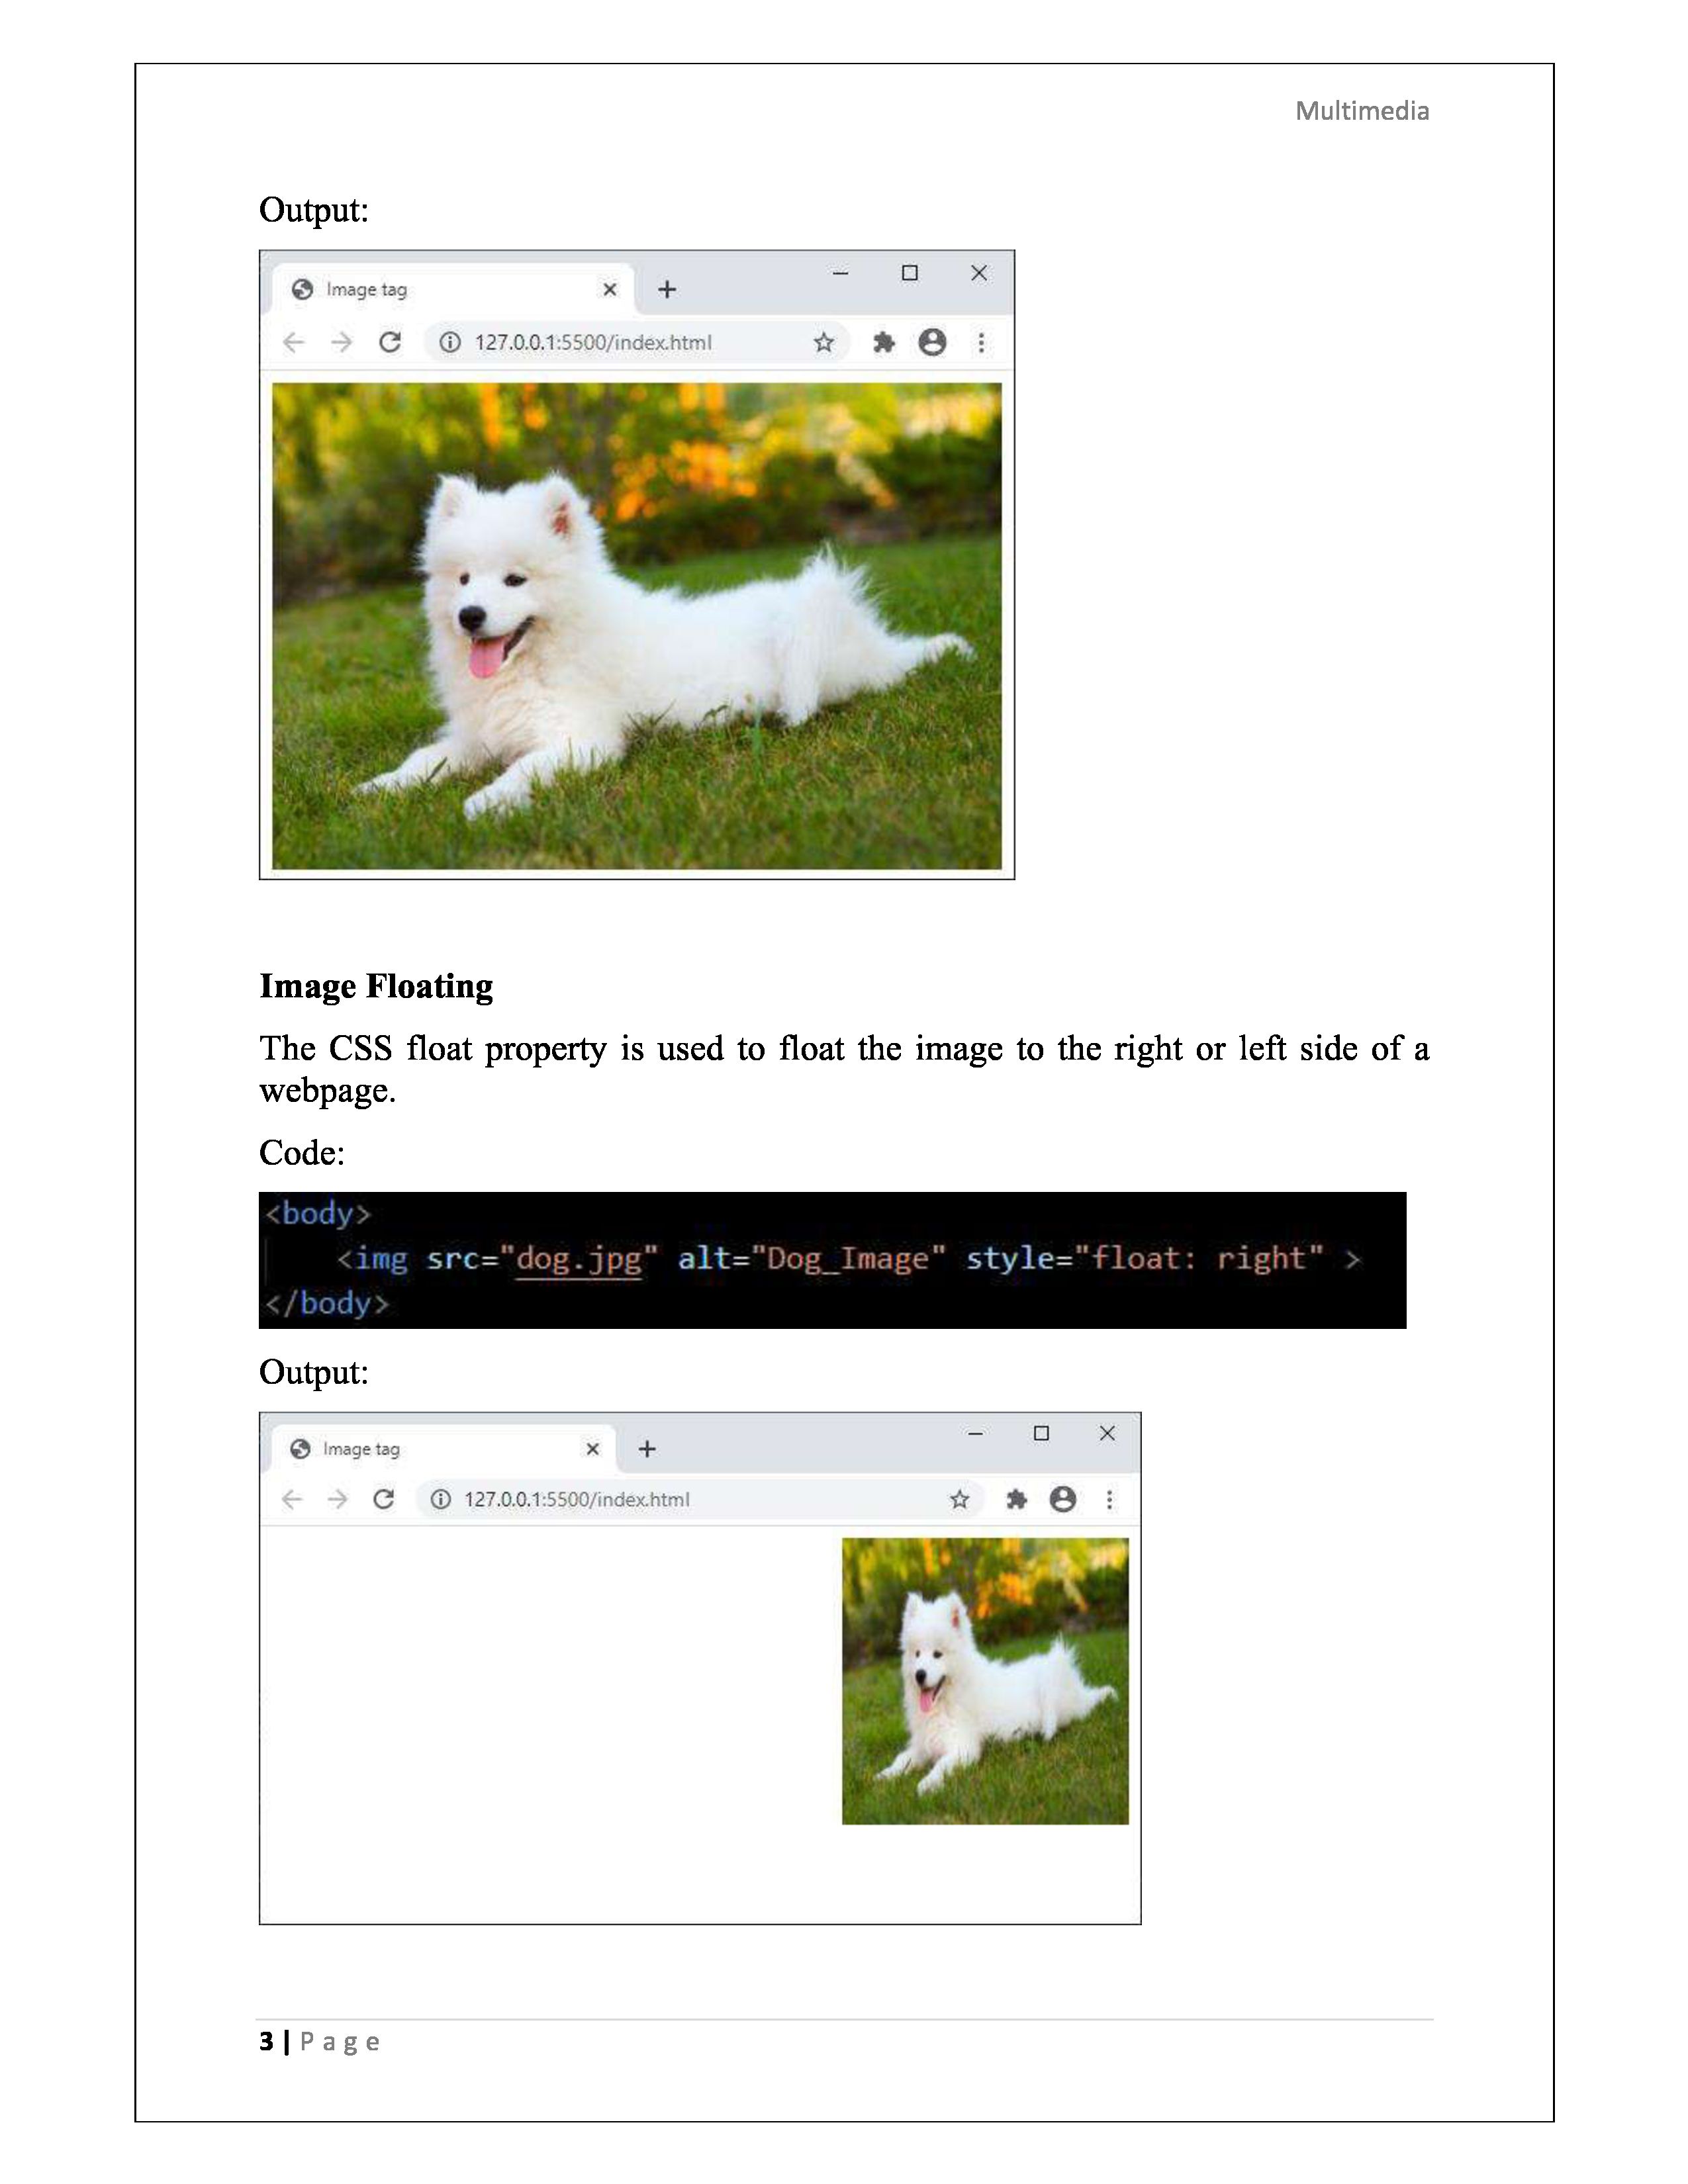 Multimedia
Output:
Image tag
127.0.0.1:5500/index.html
Image Floating
The CSS float property is used to float the image to the right or left side of a
webpage.
Code:
<body>
<img src="dog.jpg" alt="Dog_Image" style="float: right" >
</body>
Output:
Image tag
127.0.0.1:5500/index.html
3 | Page